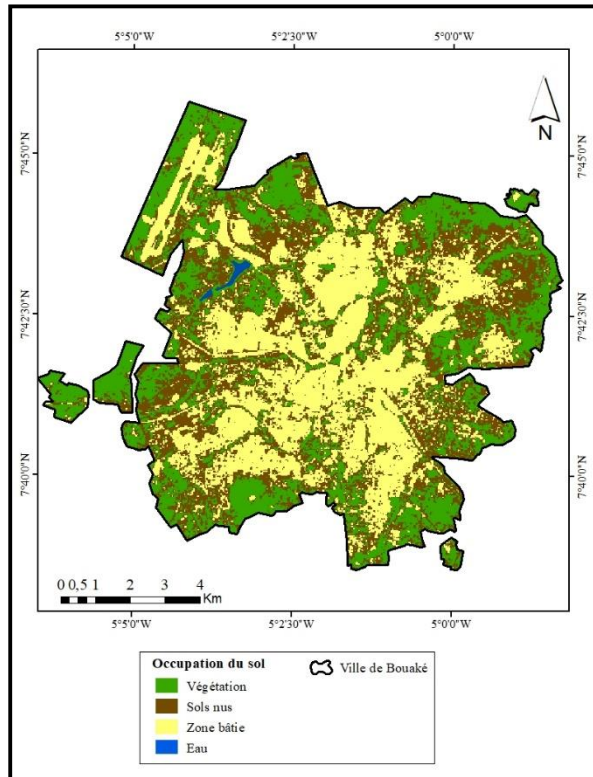 5°5'0"W 5°2'30"W 5°0'0"W
N
7°45'0"N 7°45'0"N
7°42'30"N 7°42'30"N
7°40'0"N 7°40'0"N
0 0,5 1 2 3 4
Km
5°5'0"W 5°2'30"W 5°0'0"W
Occupation du sol
Ville de Bouaké
Végétation
Sols nus
Zone bâtie
Eau